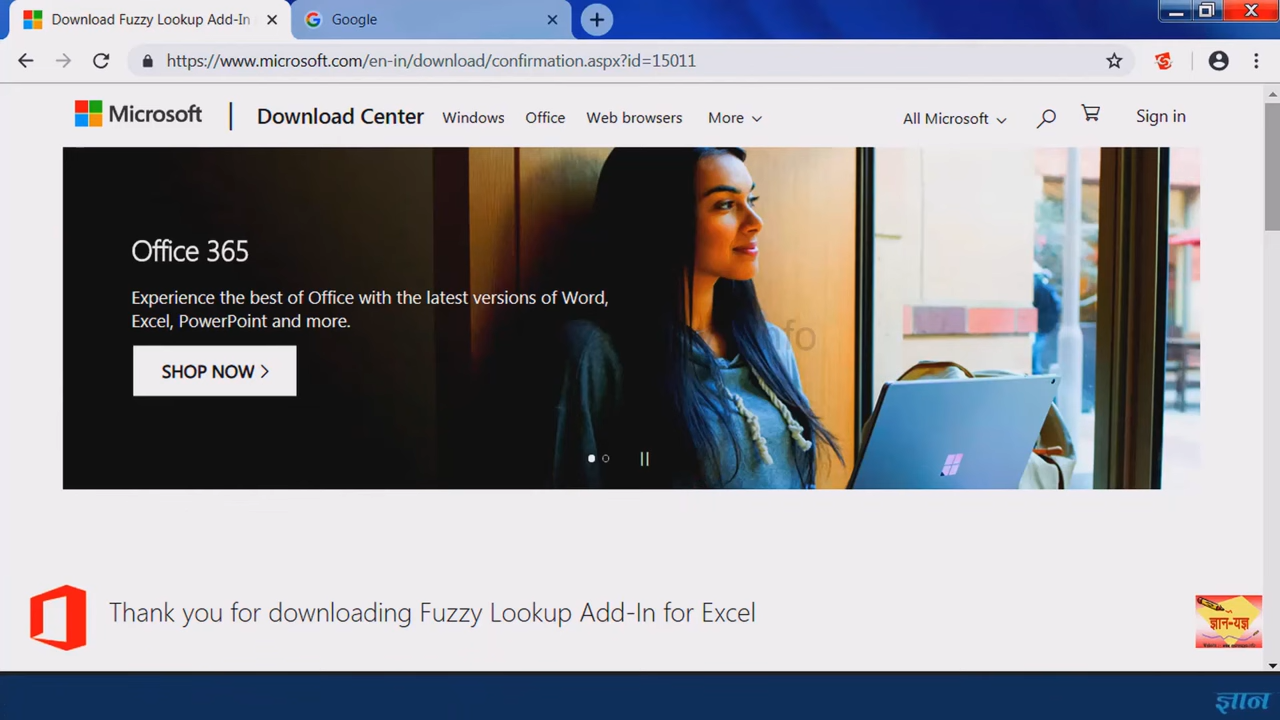 Download Fuzzy Lookup Add-In
Google
https://www.microsoft.com/en-in/download/confirmation.aspx?id=15011
Microsoft
Download Center
Windows
Office
Web browsers
More
All Microsoft
Sign in
Office 365
Experience the best of Office with the latest versions of Word,
Excel, PowerPoint and more.
SHOP NOW
Thank you for downloading Fuzzy Lookup Add-In for Excel
ज्ञान-यज्ञ
ज्ञान